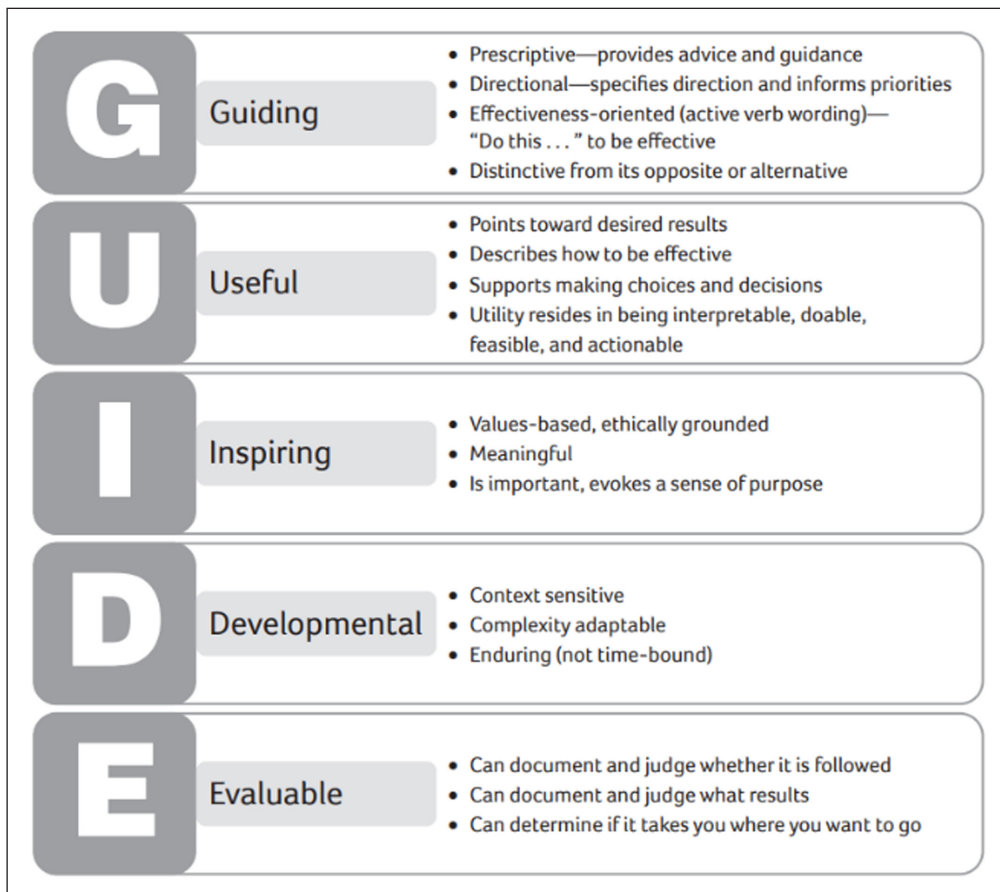 G
Guiding
• Prescriptive—provides advice and guidance
• Directional—specifies direction and informs priorities
• Effectiveness-oriented (active verb wording)—
“Do this . . . ” to be effective
• Distinctive from its opposite or alternative
U
Useful
• Points toward desired results
• Describes how to be effective
• Supports making choices and decisions
• Utility resides in being interpretable, doable,
feasible, and actionable
I
Inspiring
• Values-based, ethically grounded
• Meaningful
• Is important, evokes a sense of purpose
D
Developmental
• Context sensitive
• Complexity adaptable
• Enduring (not time-bound)
E
Evaluable
• Can document and judge whether it is followed
• Can document and judge what results
• Can determine if it takes you where you want to go